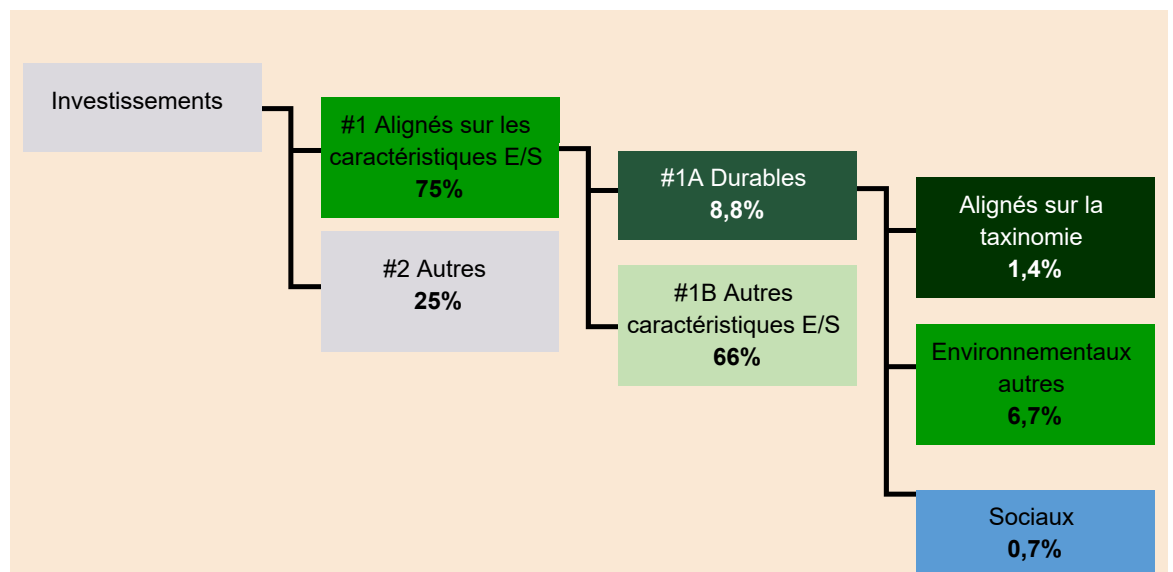 Investissements
#1 Alignés sur les
caractéristiques E/S
75%
#2 Autres
25%
#1A Durables
8,8%
#1B Autres
caractéristiques E/S
66%
Alignés sur la
taxinomie
1,4%
Environnementaux
autres
6,7%
Sociaux
0,7%